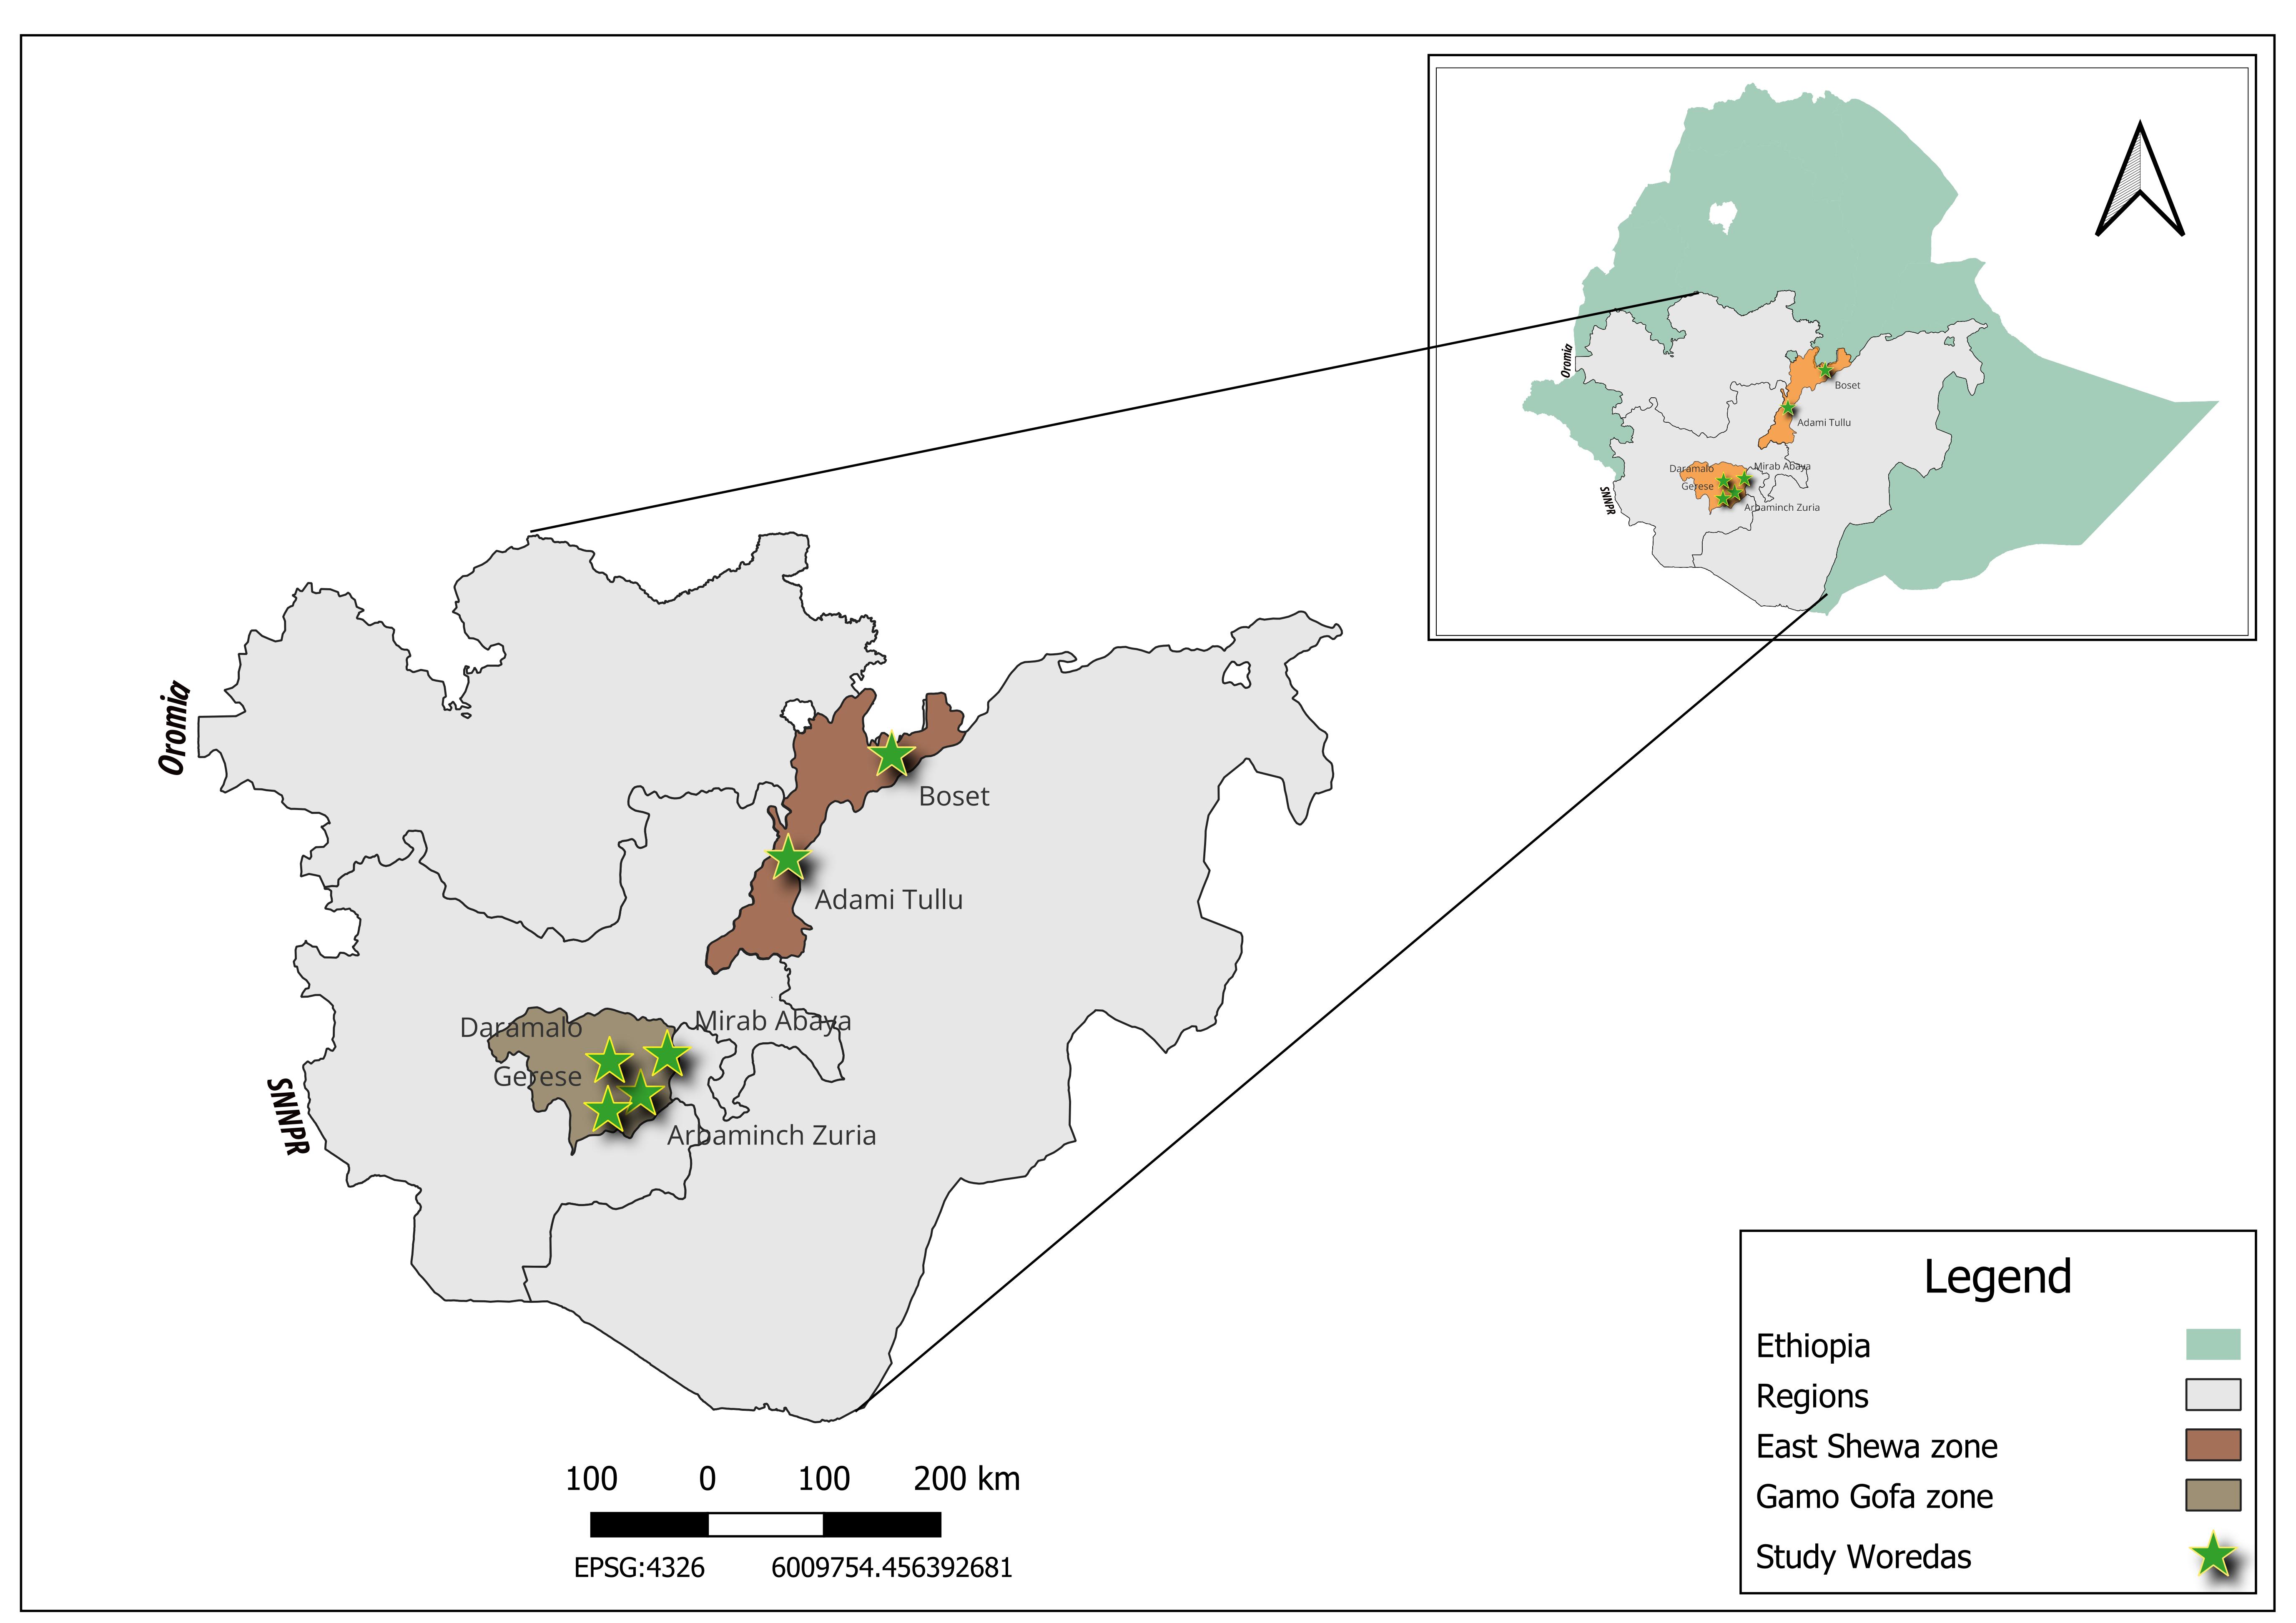 Oromia
Boset
Adami Tullu
Daramalo
Mirab Abaya
Gerese
Arbaminch Zuria
SNNPR
Oromia
Boset
Adami Tullu
Daramalo
Mirab Abaya
Gerese
Arbaminch Zuria
SNNPR
100 0 100 200 km
EPSG:4326 6009754.456392681
Legend
Ethiopia
Regions
East Shewa zone
Gamo Gofa zone
Study Woredas